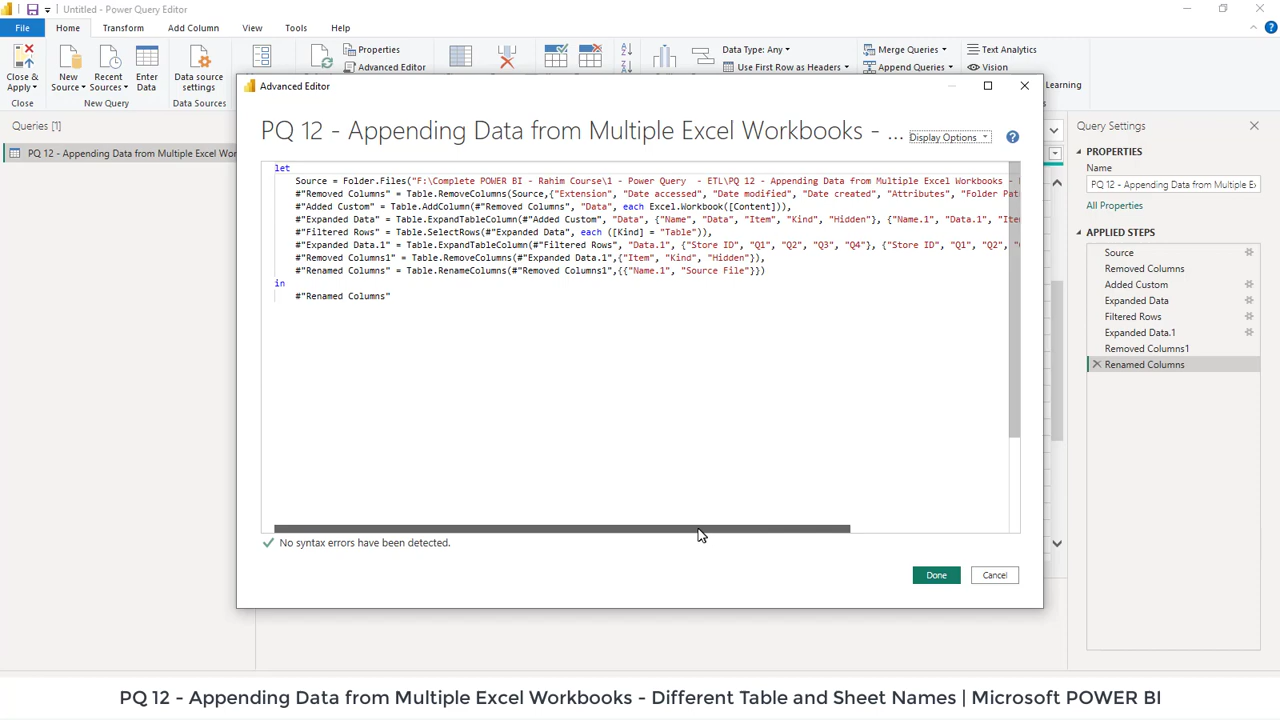 Untitled - Power Query Editor
File Home Transform Add Column View Tools Help
Close & Apply
New Source
Recent Sources
Enter Data
Data source settings
Properties
Advanced Editor
Data Type: Any
Use First Row as Headers
Merge Queries
Append Queries
Text Analytics
Vision
Learning
Close
New Query
Data Sources
Queries [1]
PQ 12 - Appending Data from Multiple Excel Wor
Advanced Editor
PQ 12 - Appending Data from Multiple Excel Workbooks - ...
Display Options
let
Source = Folder.Files("F:\Complete POWER BI - Rahim Course\1 - Power Query - ETL\PQ 12 - Appending Data from Multiple Excel Workbooks -
#"Removed Columns" = Table.RemoveColumns(Source,{"Extension", "Date accessed", "Date modified", "Date created", "Attributes", "Folder Pat
#"Added Custom" = Table.AddColumn(#"Removed Columns", "Data", each Excel.Workbook([Content])),
#"Expanded Data" = Table.ExpandTableColumn(#"Added Custom", "Data", {"Name", "Data", "Item", "Kind", "Hidden"}, {"Name.1", "Data.1", "Item
#"Filtered Rows" = Table.SelectRows(#"Expanded Data", each ([Kind] = "Table")),
#"Expanded Data.1" = Table.ExpandTableColumn(#"Filtered Rows", "Data.1", {"Store ID", "Q1", "Q2", "Q3", "Q4"}, {"Store ID", "Q1", "Q2",
#"Removed Columns1" = Table.RemoveColumns(#"Expanded Data.1",{"Item", "Kind", "Hidden"}),
#"Renamed Columns" = Table.RenameColumns(#"Removed Columns1",{{"Name.1", "Source File"}})
in
#"Renamed Columns"
No syntax errors have been detected.
Done
Cancel
Query Settings
PROPERTIES
Name
PQ 12 - Appending Data from Multiple Ex
All Properties
APPLIED STEPS
Source
Removed Columns
Added Custom
Expanded Data
Filtered Rows
Expanded Data.1
Removed Columns1
Renamed Columns
PQ 12 - Appending Data from Multiple Excel Workbooks - Different Table and Sheet Names | Microsoft POWER BI